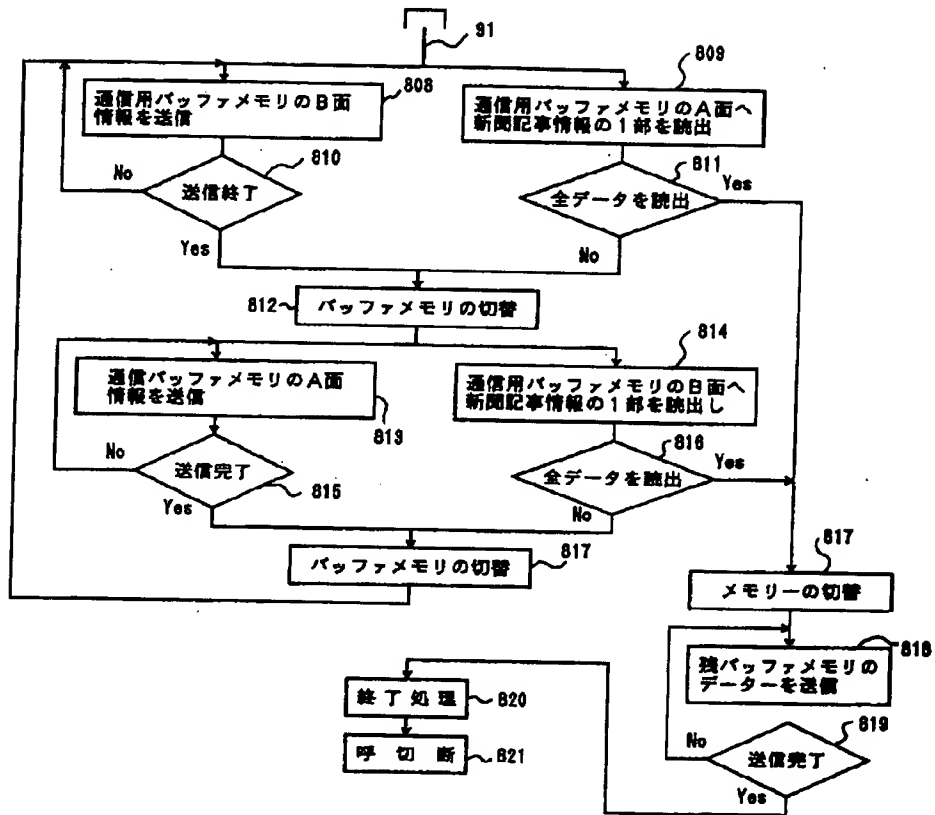 91
809
808
通信用バッファメモリのB面
情報を送信
通信用バッファメモリのA面へ
新聞記事情報の1部を読出
810
811
No
送信終了
全データを読出
Yes
Yes
No
812
バッファメモリの切替
814
通信バッファメモリのA面
情報を送信
通信用バッファメモリのB面へ
新聞記事情報の1部を読出し
813
816
No
送信完了
815
全データを読出
Yes
Yes
No
バッファメモリの切替
817
817
メモリーの切替
818
残バッファメモリの
データーを送信
終了処理
820
819
呼切断
821
No
送信完了
Yes